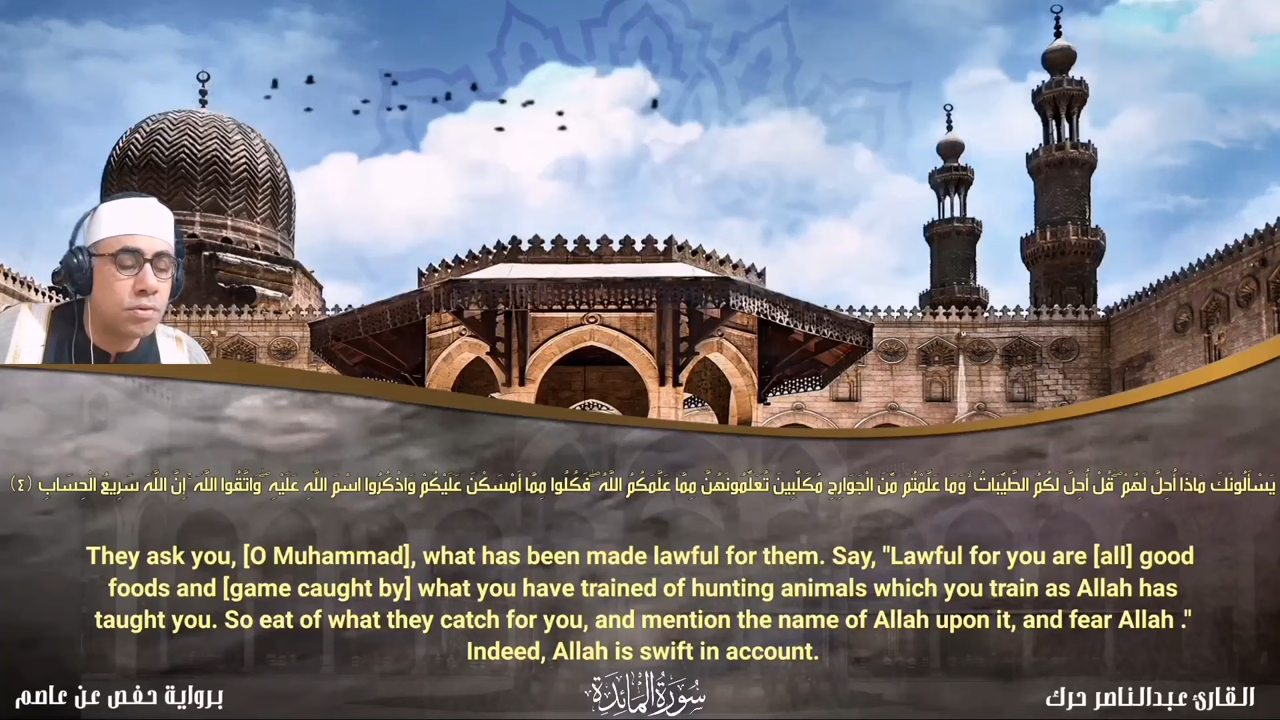 يَسْأَلُونَكَ مَاذَا أُحِلَّ لَهُمْ ۖ قُلْ أُحِلَّ لَكُمُ الطَّيِّبَاتُ ۙ وَمَا عَلَّمْتُم مِّنَ الْجَوَارِحِ مُكَلِّبِينَ تُعَلِّمُونَهُنَّ مِمَّا عَلَّمَكُمُ اللَّهُ ۖ فَكُلُوا مِمَّا أَمْسَكْنَ عَلَيْكُمْ وَاذْكُرُوا اسْمَ اللَّهِ عَلَيْهِ ۖ وَاتَّقُوا اللَّهَ ۚ إِنَّ اللَّهَ سَرِيعُ الْحِسَابِ (٤)
They ask you, [O Muhammad], what has been made lawful for them. Say, "Lawful for you are [all] good
foods and [game caught by] what you have trained of hunting animals which you train as Allah has
taught you. So eat of what they catch for you, and mention the name of Allah upon it, and fear Allah ."
Indeed, Allah is swift in account.
القارئ عبدالناصر حرك
سُورَةُ المَائِدَةِ
برواية حفص عن عاصم